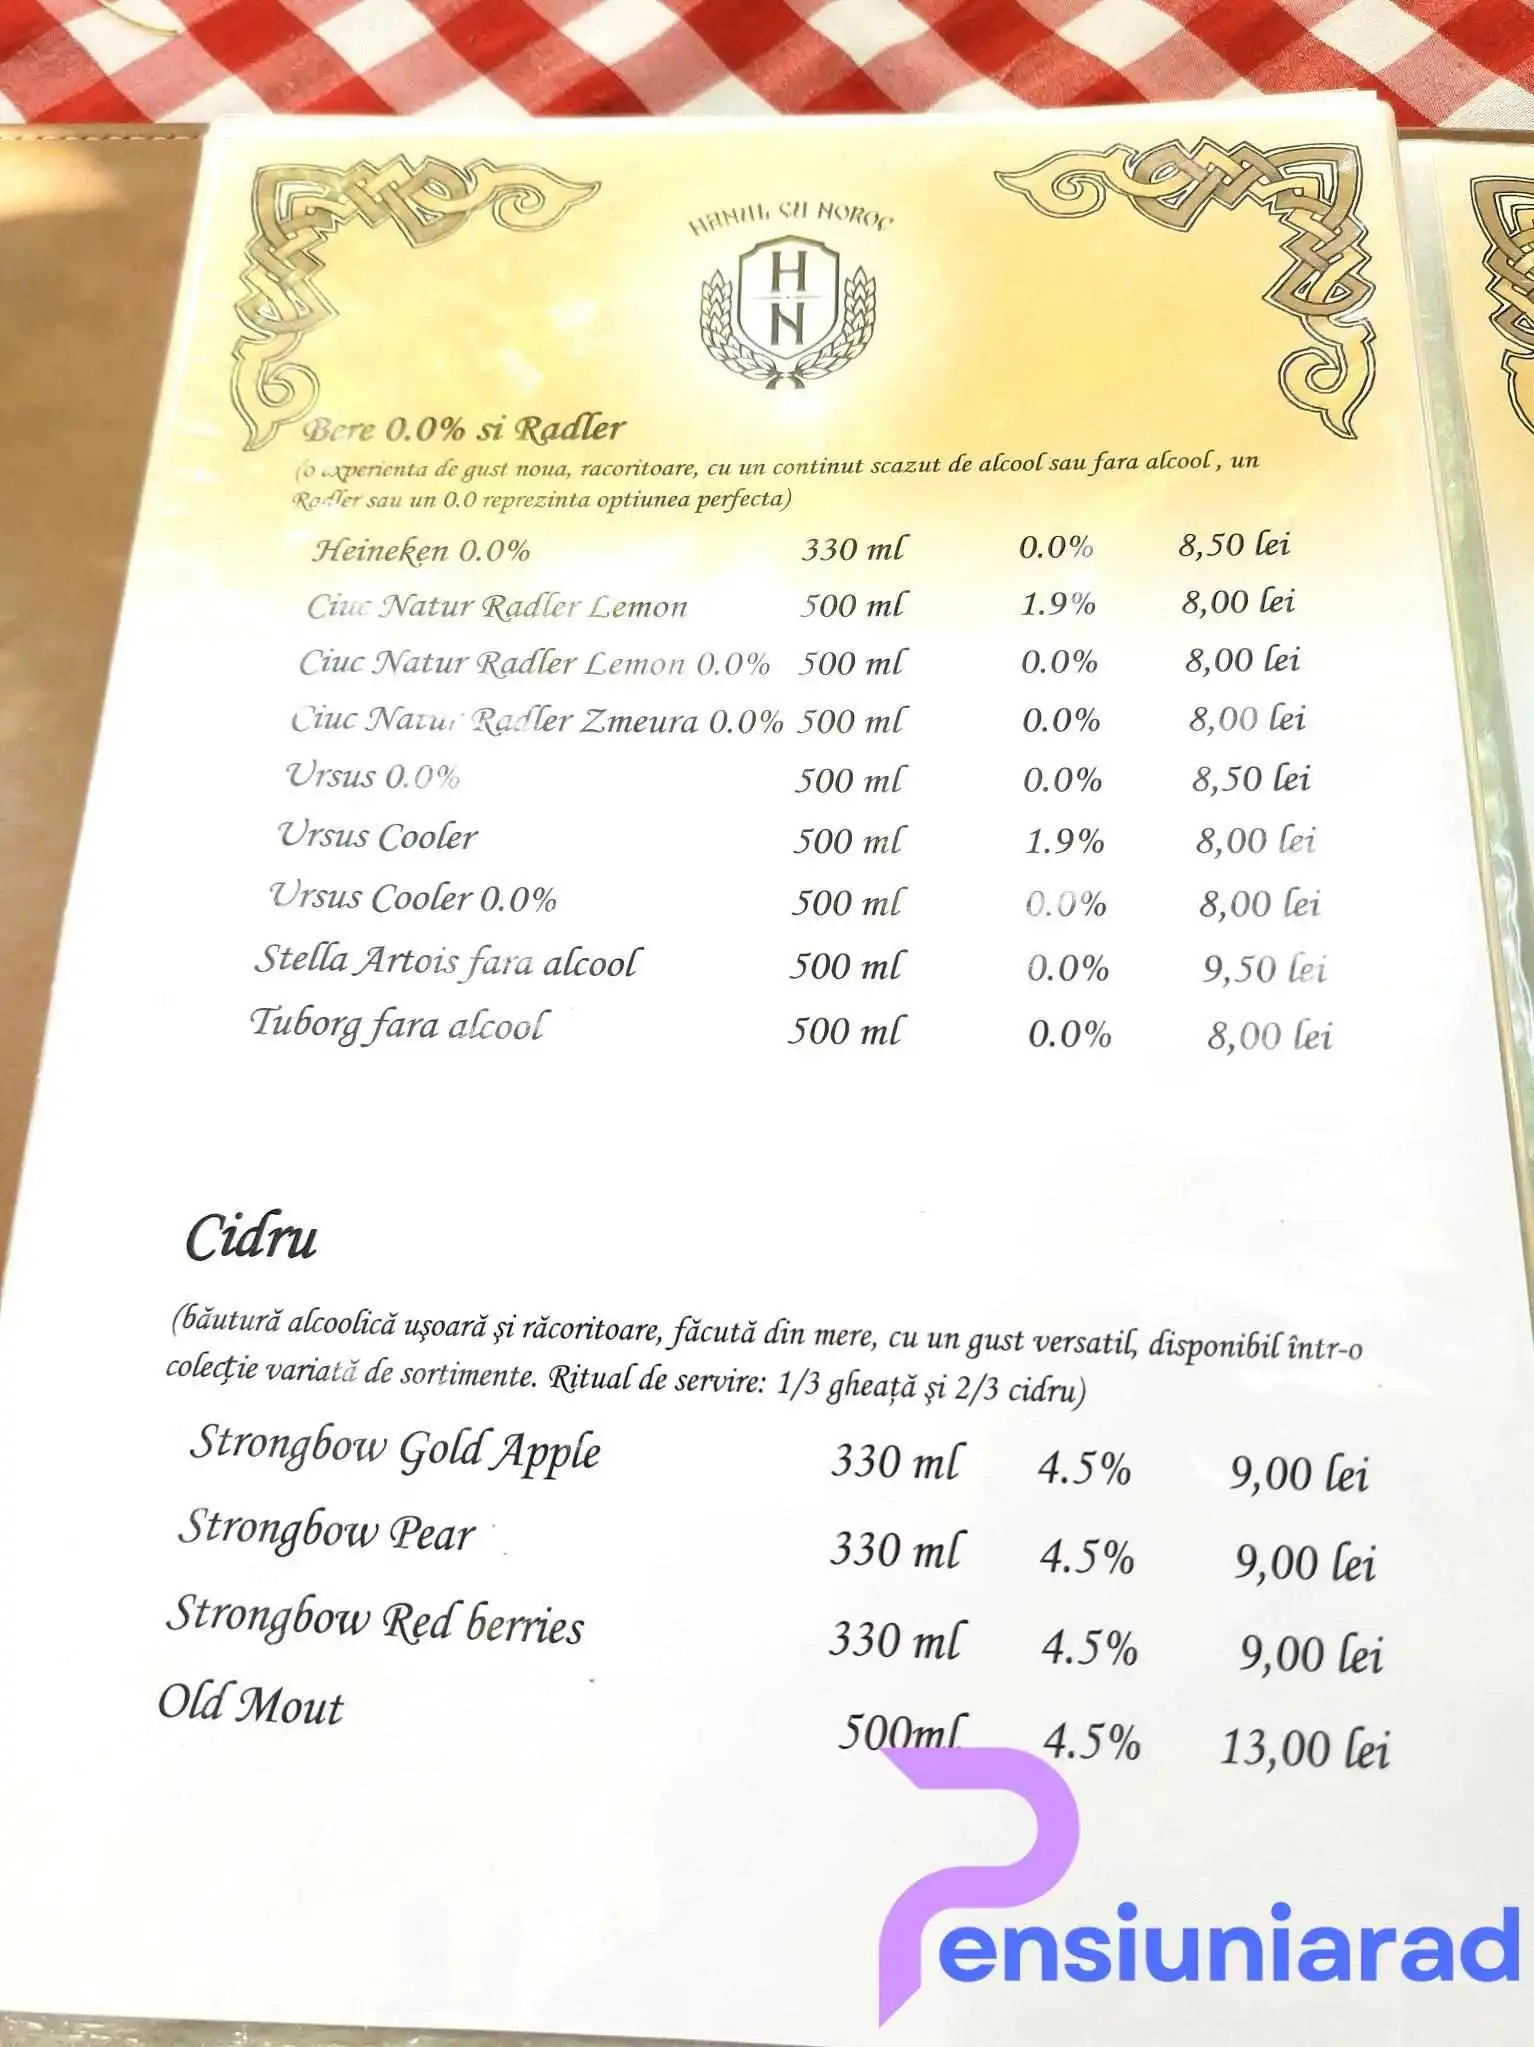 HANUL CU NOROC
H
N
Bere 0.0% si Radler
(o experienta de gust noua, racoritoare, cu un continut scazut de alcool sau fara alcool, un
Radler sau un 0.0 reprezinta optiunea perfecta)
Heineken 0.0% 330 ml 0.0% 8,50 lei
Ciuc Natur Radler Lemon 500 ml 1.9% 8,00 lei
Ciuc Natur Radler Lemon 0.0% 500 ml 0.0% 8,00 lei
Ciuc Natur Radler Zmeura 0.0% 500 ml 0.0% 8,00 lei
Ursus 0.0% 500 ml 0.0% 8,50 lei
Ursus Cooler 500 ml 1.9% 8,00 lei
Ursus Cooler 0.0% 500 ml 0.0% 8,00 lei
Stella Artois fara alcool 500 ml 0.0% 9,50 lei
Tuborg fara alcool 500 ml 0.0% 8,00 lei
Cidru
(băutură alcoolică ușoară și răcoritoare, făcută din mere, cu un gust versatil, disponibil într-o
colecție variată de sortimente. Ritual de servire: 1/3 gheață și 2/3 cidru)
Strongbow Gold Apple 330 ml 4.5% 9,00 lei
Strongbow Pear 330 ml 4.5% 9,00 lei
Strongbow Red berries 330 ml 4.5% 9,00 lei
Old Mout 500ml 4.5% 13,00 lei
Pensiuniarad